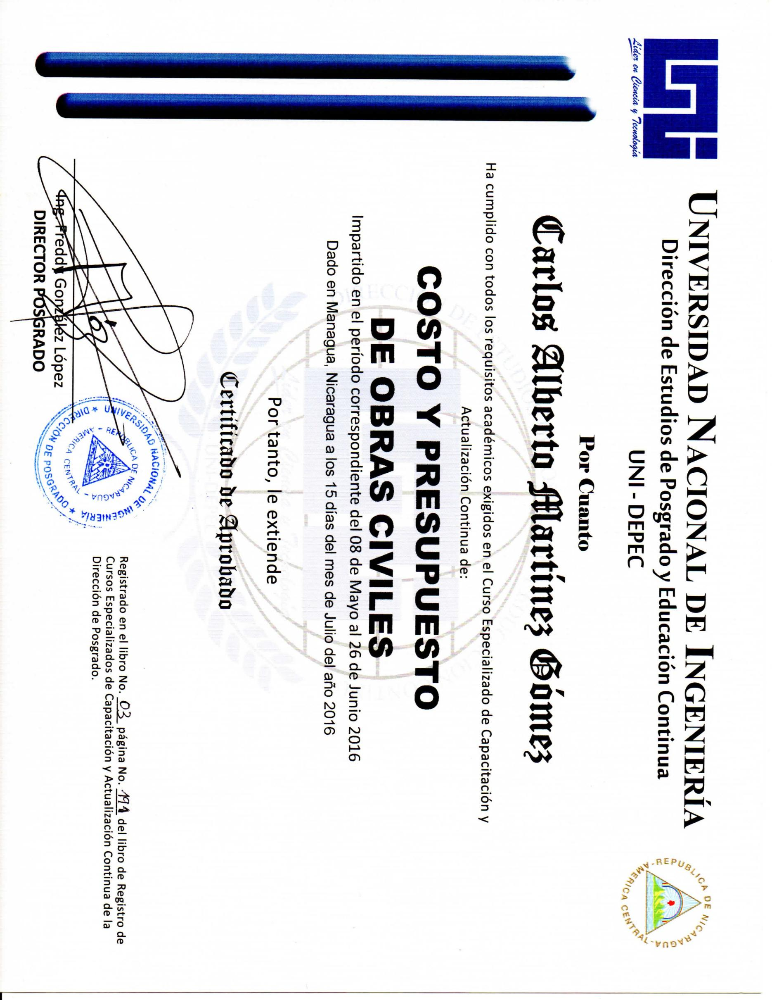 Líder en Ciencia y Tecnología
UNIVERSIDAD NACIONAL DE INGENIERÍA
Dirección de Estudios de Posgrado y Educación Continua
UNI - DEPEC
REPUBLICA DE NICARAGUA - AMERICA CENTRAL -
Por Cuanto
Carlos Alberto Martínez Gómez
Ha cumplido con todos los requisitos académicos exigidos en el Curso Especializado de Capacitación y
Actualización Continua de:
COSTO Y PRESUPUESTO
DE OBRAS CIVILES
Impartido en el período correspondiente del 08 de Mayo al 26 de Junio 2016
Dado en Managua, Nicaragua a los 15 días del mes de Julio del año 2016
Por tanto, le extiende
Certificado de Aprobado
Ing. Freddy González López
DIRECTOR POSGRADO
UNIVERSIDAD NACIONAL DE INGENIERÍA
★ DIRECCIÓN DE POSGRADO ★
REPUBLICA DE NICARAGUA - AMERICA CENTRAL -
Registrado en el libro No. 03 página No. 191 del libro de Registro de
Cursos Especializados de Capacitación y Actualización Continua de la
Dirección de Posgrado.